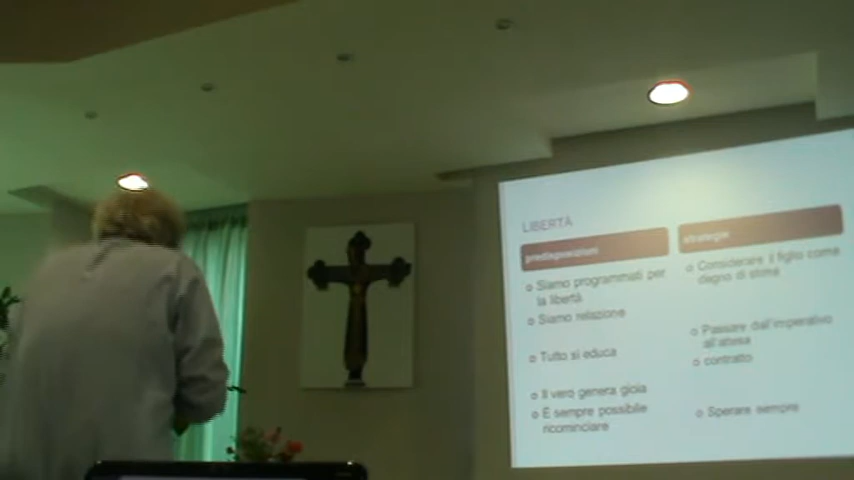 LIBERTÀ
predisposizioni
strategie
o Siamo programmati per
la libertà
o Siamo relazione
o Tutto si educa
o Il vero genera gioia
o È sempre possibile
ricominciare
o Considerare il figlio come
degno di stima
o Passare dall'imperativo
all'attesa
o contratto
o Sperare sempre